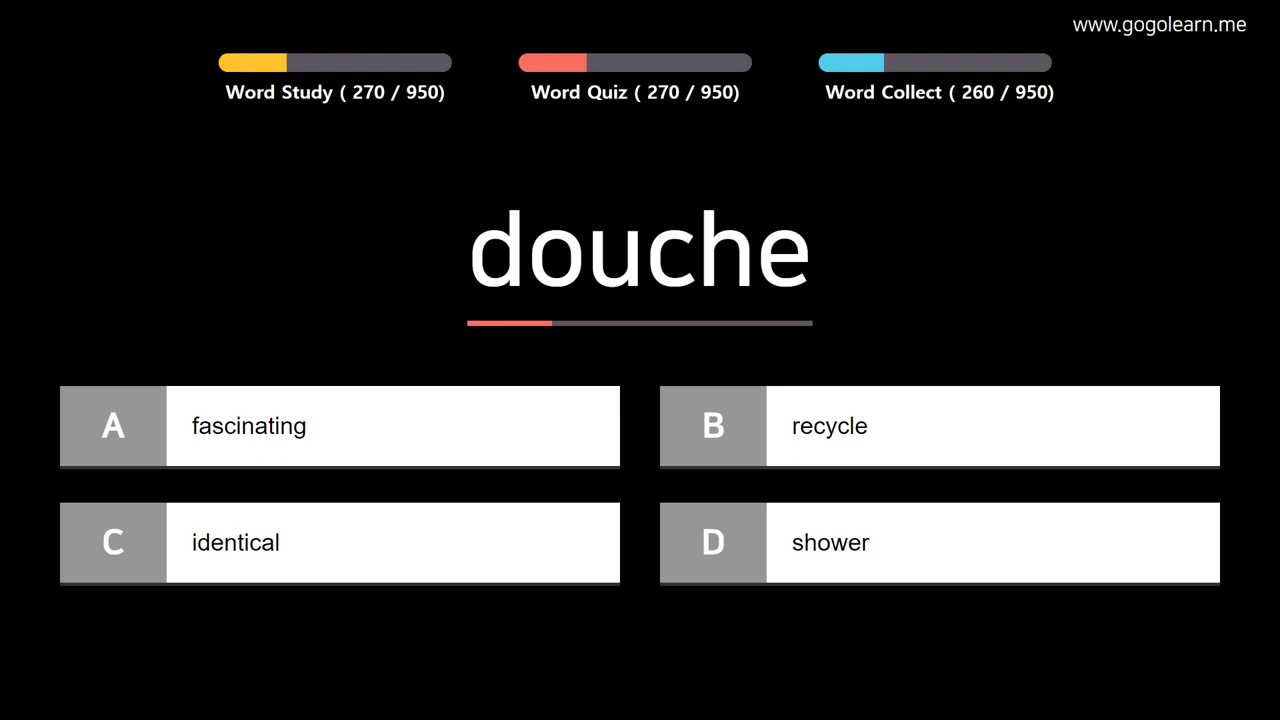 www.gogolearn.me
Word Study ( 270 / 950)
Word Quiz ( 270 / 950)
Word Collect ( 260 / 950)
douche
A fascinating
B recycle
C identical
D shower